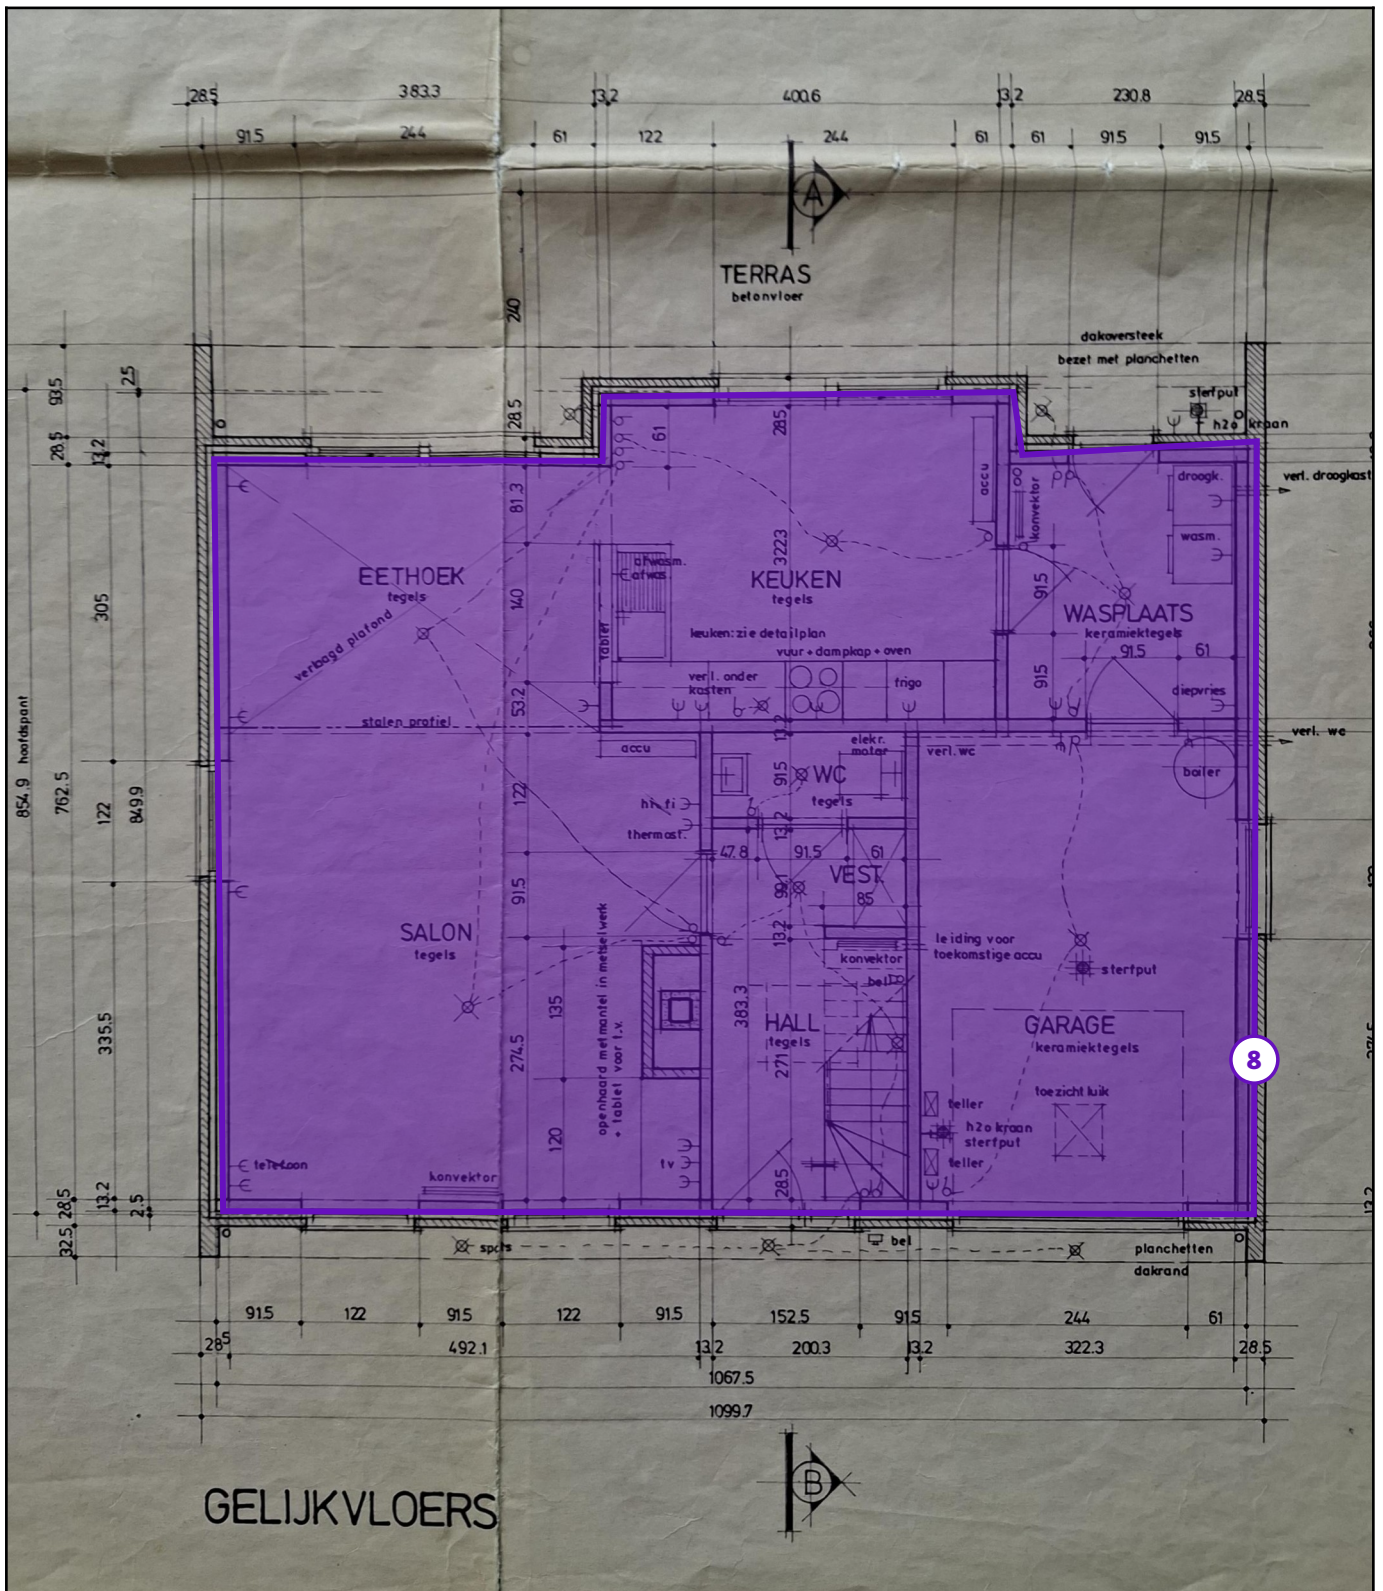 28.5 383.3 13.2 400.6 13.2 230.8 28.5
91.5 244 61 122 244 61 61 91.5 91.5
A
TERRAS
betonvloer
240
dakoversteek
bezet met planchetten
sterfput
h2o kraan
93.5 2.5
28.5 13.2
28.5
61
285
accu
konvektor
droogk.
verl. droogkast
wasm.
81.3
3223
EETHOEK
tegels
verlaagd plafond
afwasm.
afwas.
KEUKEN
tegels
91.5
WASPLAATS
keramiektegels
305
140
tablet
keuken: zie detailplan
vuur + dampkap + oven
91.5 61
verl. onder
kasten
frigo
91.5
diepvries
53.2
stalen profiel
13.2
accu
elekr.
motor
verl. wc
verl. wc
854.9 hoofdspant
762.5
122
849.9
122
hi-fi
thermost.
91.5
WC
tegels
boiler
13.2
47.8 91.5 61
91.5
99.1
VEST
85
SALON
tegels
13.2
leiding voor
toekomstige accu
konvektor
bel
sterfput
openhaard met mantel in metselwerk
+ tablet voor t.v.
135
335.5
274.5
383.3
HALL
tegels
271
GARAGE
keramiektegels
8
toezicht luik
teller
h2o kraan
sterfput
teller
120
telefoon
konvektor
tv
28.5
28.5 13.2 2.5
32.5
13.2
spots
bel
planchetten
dakrand
91.5 122 91.5 122 91.5 152.5 91.5 244 61
28.5 492.1 13.2 200.3 13.2 322.3 28.5
1067.5
1099.7
B
GELIJKVLOERS